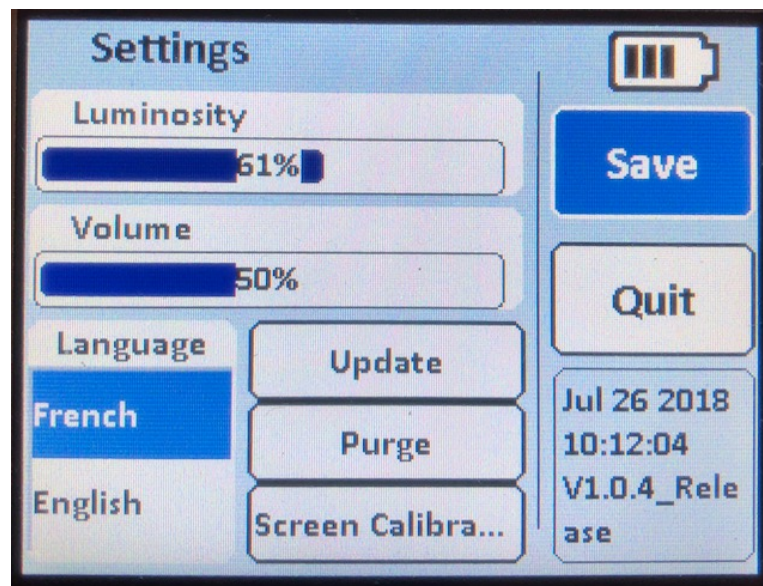 Settings
Luminosity
61%
Save
Volume
50%
Quit
Language
Update
French
Purge
English
Screen Calibra...
Jul 26 2018
10:12:04
V1.0.4_Rele
ase